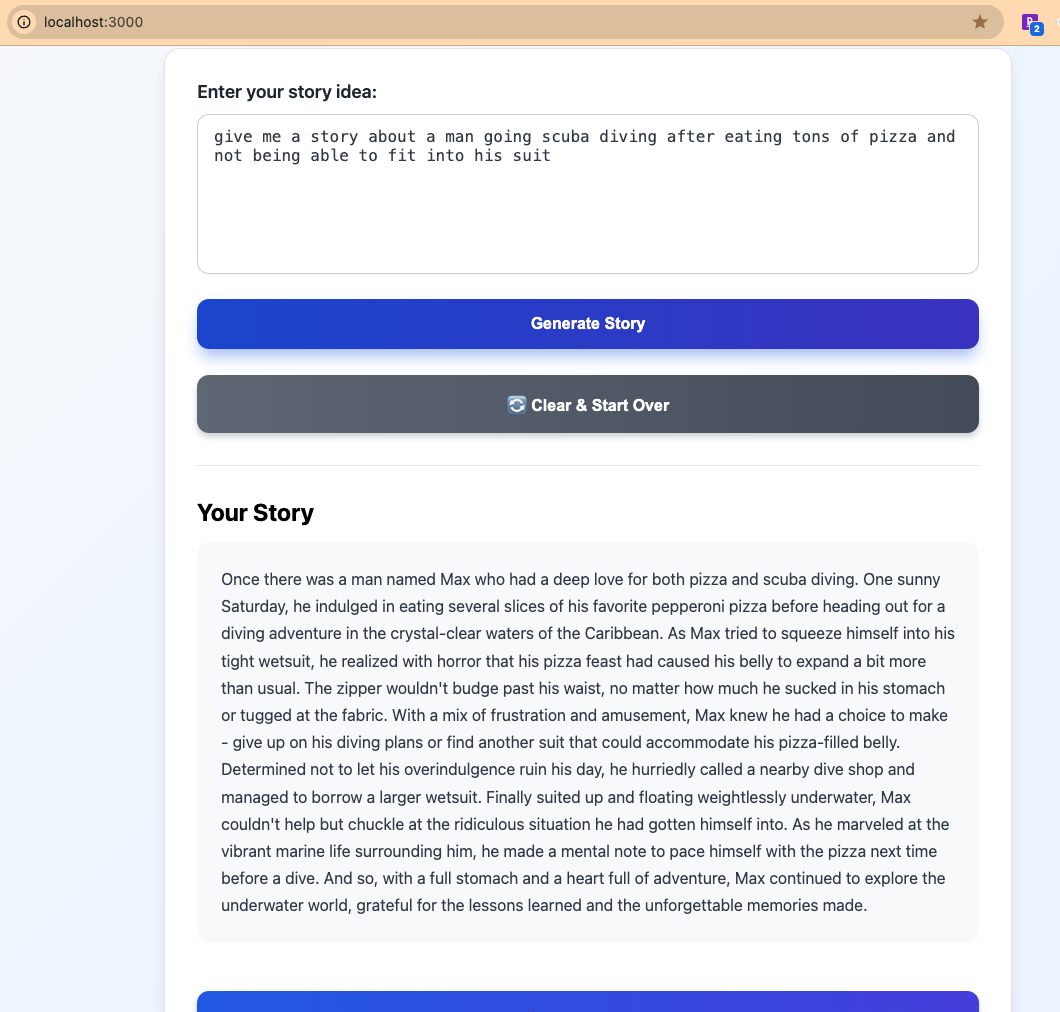 localhost:3000
2
Enter your story idea:
give me a story about a man going scuba diving after eating tons of pizza and
not being able to fit into his suit
Generate Story
Clear & Start Over
Your Story
Once there was a man named Max who had a deep love for both pizza and scuba diving. One sunny
Saturday, he indulged in eating several slices of his favorite pepperoni pizza before heading out for a
diving adventure in the crystal-clear waters of the Caribbean. As Max tried to squeeze himself into his
tight wetsuit, he realized with horror that his pizza feast had caused his belly to expand a bit more
than usual. The zipper wouldn't budge past his waist, no matter how much he sucked in his stomach
or tugged at the fabric. With a mix of frustration and amusement, Max knew he had a choice to make
- give up on his diving plans or find another suit that could accommodate his pizza-filled belly.
Determined not to let his overindulgence ruin his day, he hurriedly called a nearby dive shop and
managed to borrow a larger wetsuit. Finally suited up and floating weightlessly underwater, Max
couldn't help but chuckle at the ridiculous situation he had gotten himself into. As he marveled at the
vibrant marine life surrounding him, he made a mental note to pace himself with the pizza next time
before a dive. And so, with a full stomach and a heart full of adventure, Max continued to explore the
underwater world, grateful for the lessons learned and the unforgettable memories made.